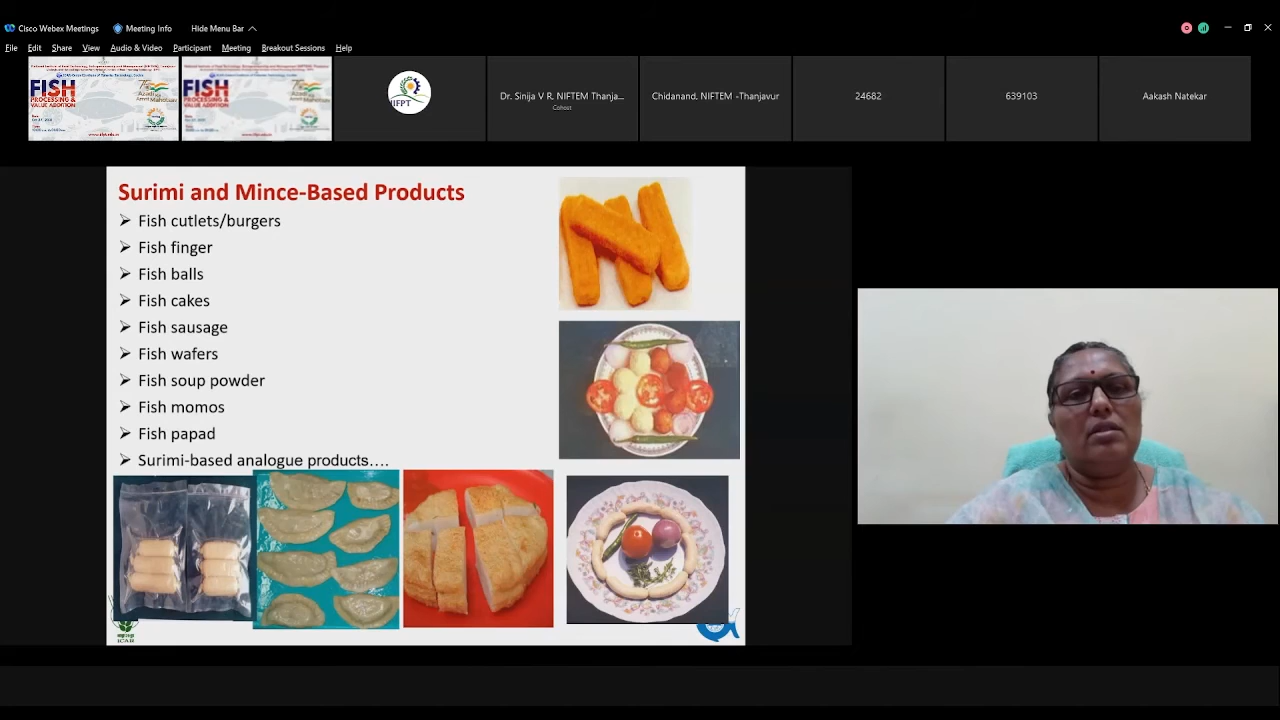 Cisco Webex Meetings Meeting Info Hide Menu Bar
File Edit Share View Audio & Video Participant Meeting Breakout Sessions Help
FISH
PROCESSING &
VALUE ADDITION
Azadi
Amrit Mahotsav
FISH
PROCESSING &
VALUE ADDITION
IIFPT
Dr. Sinija V R, NIFTEM Thanja...
Cohost
Chidanand, NIFTEM -Thanjavur
24682
639103
Aakash Natekar
Surimi and Mince-Based Products
➢ Fish cutlets/burgers
➢ Fish finger
➢ Fish balls
➢ Fish cakes
➢ Fish sausage
➢ Fish wafers
➢ Fish soup powder
➢ Fish momos
➢ Fish papad
➢ Surimi-based analogue products....
ICAR